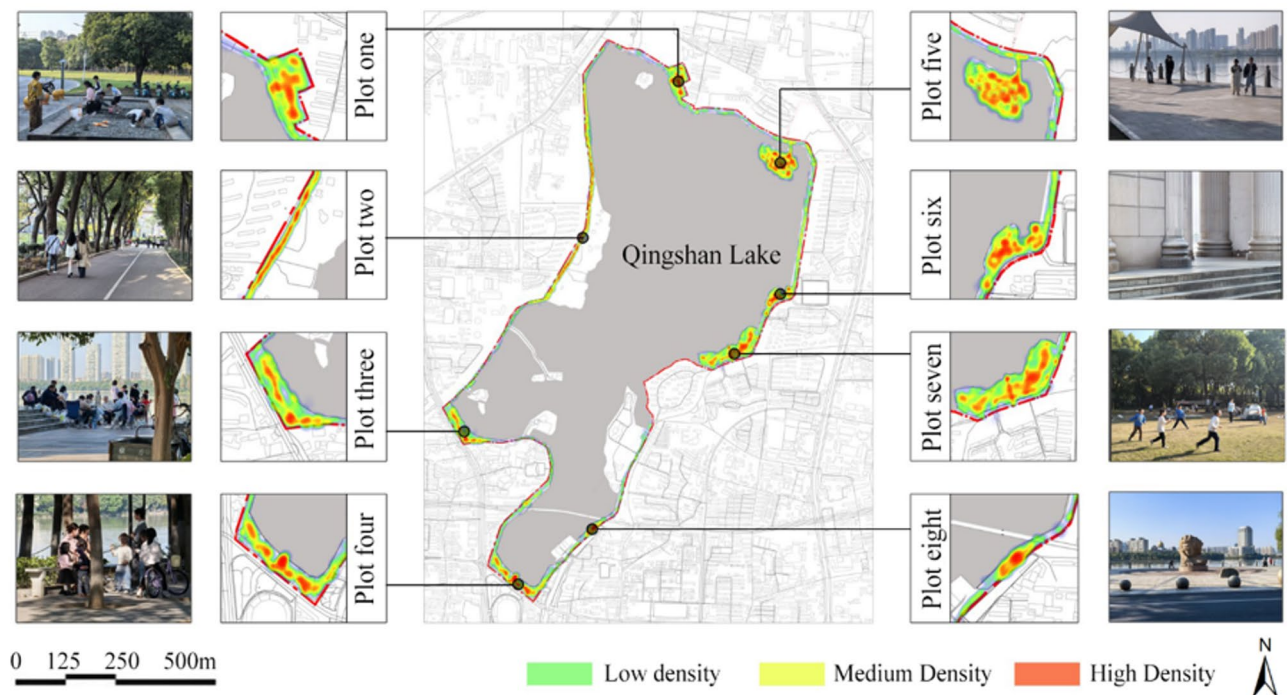 Plot one
Plot two
Plot three
Plot four
Qingshan Lake
Plot five
Plot six
Plot seven
Plot eight
0 125 250 500m
Low density
Medium Density
High Density
N